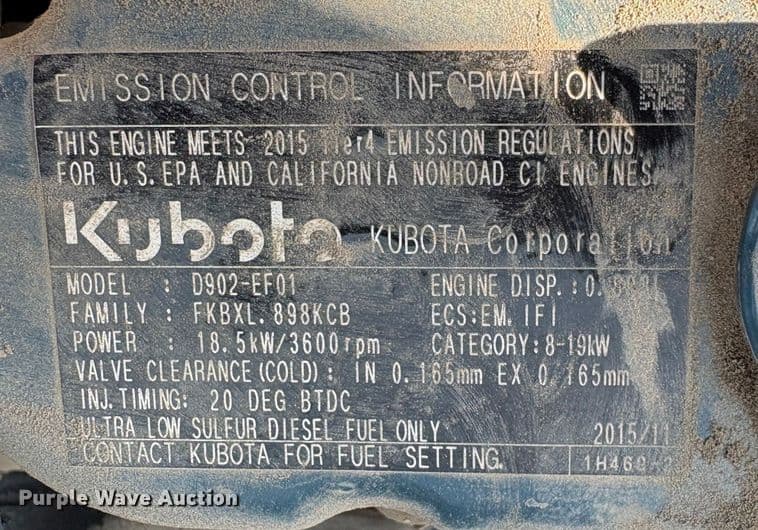 EMISSION CONTROL INFORMATION
THIS ENGINE MEETS 2015 Tier4 EMISSION REGULATIONS
FOR U.S. EPA AND CALIFORNIA NONROAD CI ENGINES
Kubota KUBOTA Corporation
MODEL : D902-EF01 ENGINE DISP.:
FAMILY : FKBXL.898KCB ECS:EM, IFI
POWER : 18.5kW/3600rpm CATEGORY:8-19kW
VALVE CLEARANCE(COLD): IN 0.165mm EX 0.165mm
INJ.TIMING: 20 DEG BTDC
ULTRA LOW SULFUR DIESEL FUEL ONLY 2015/11
CONTACT KUBOTA FOR FUEL SETTING.
Purple Wave Auction